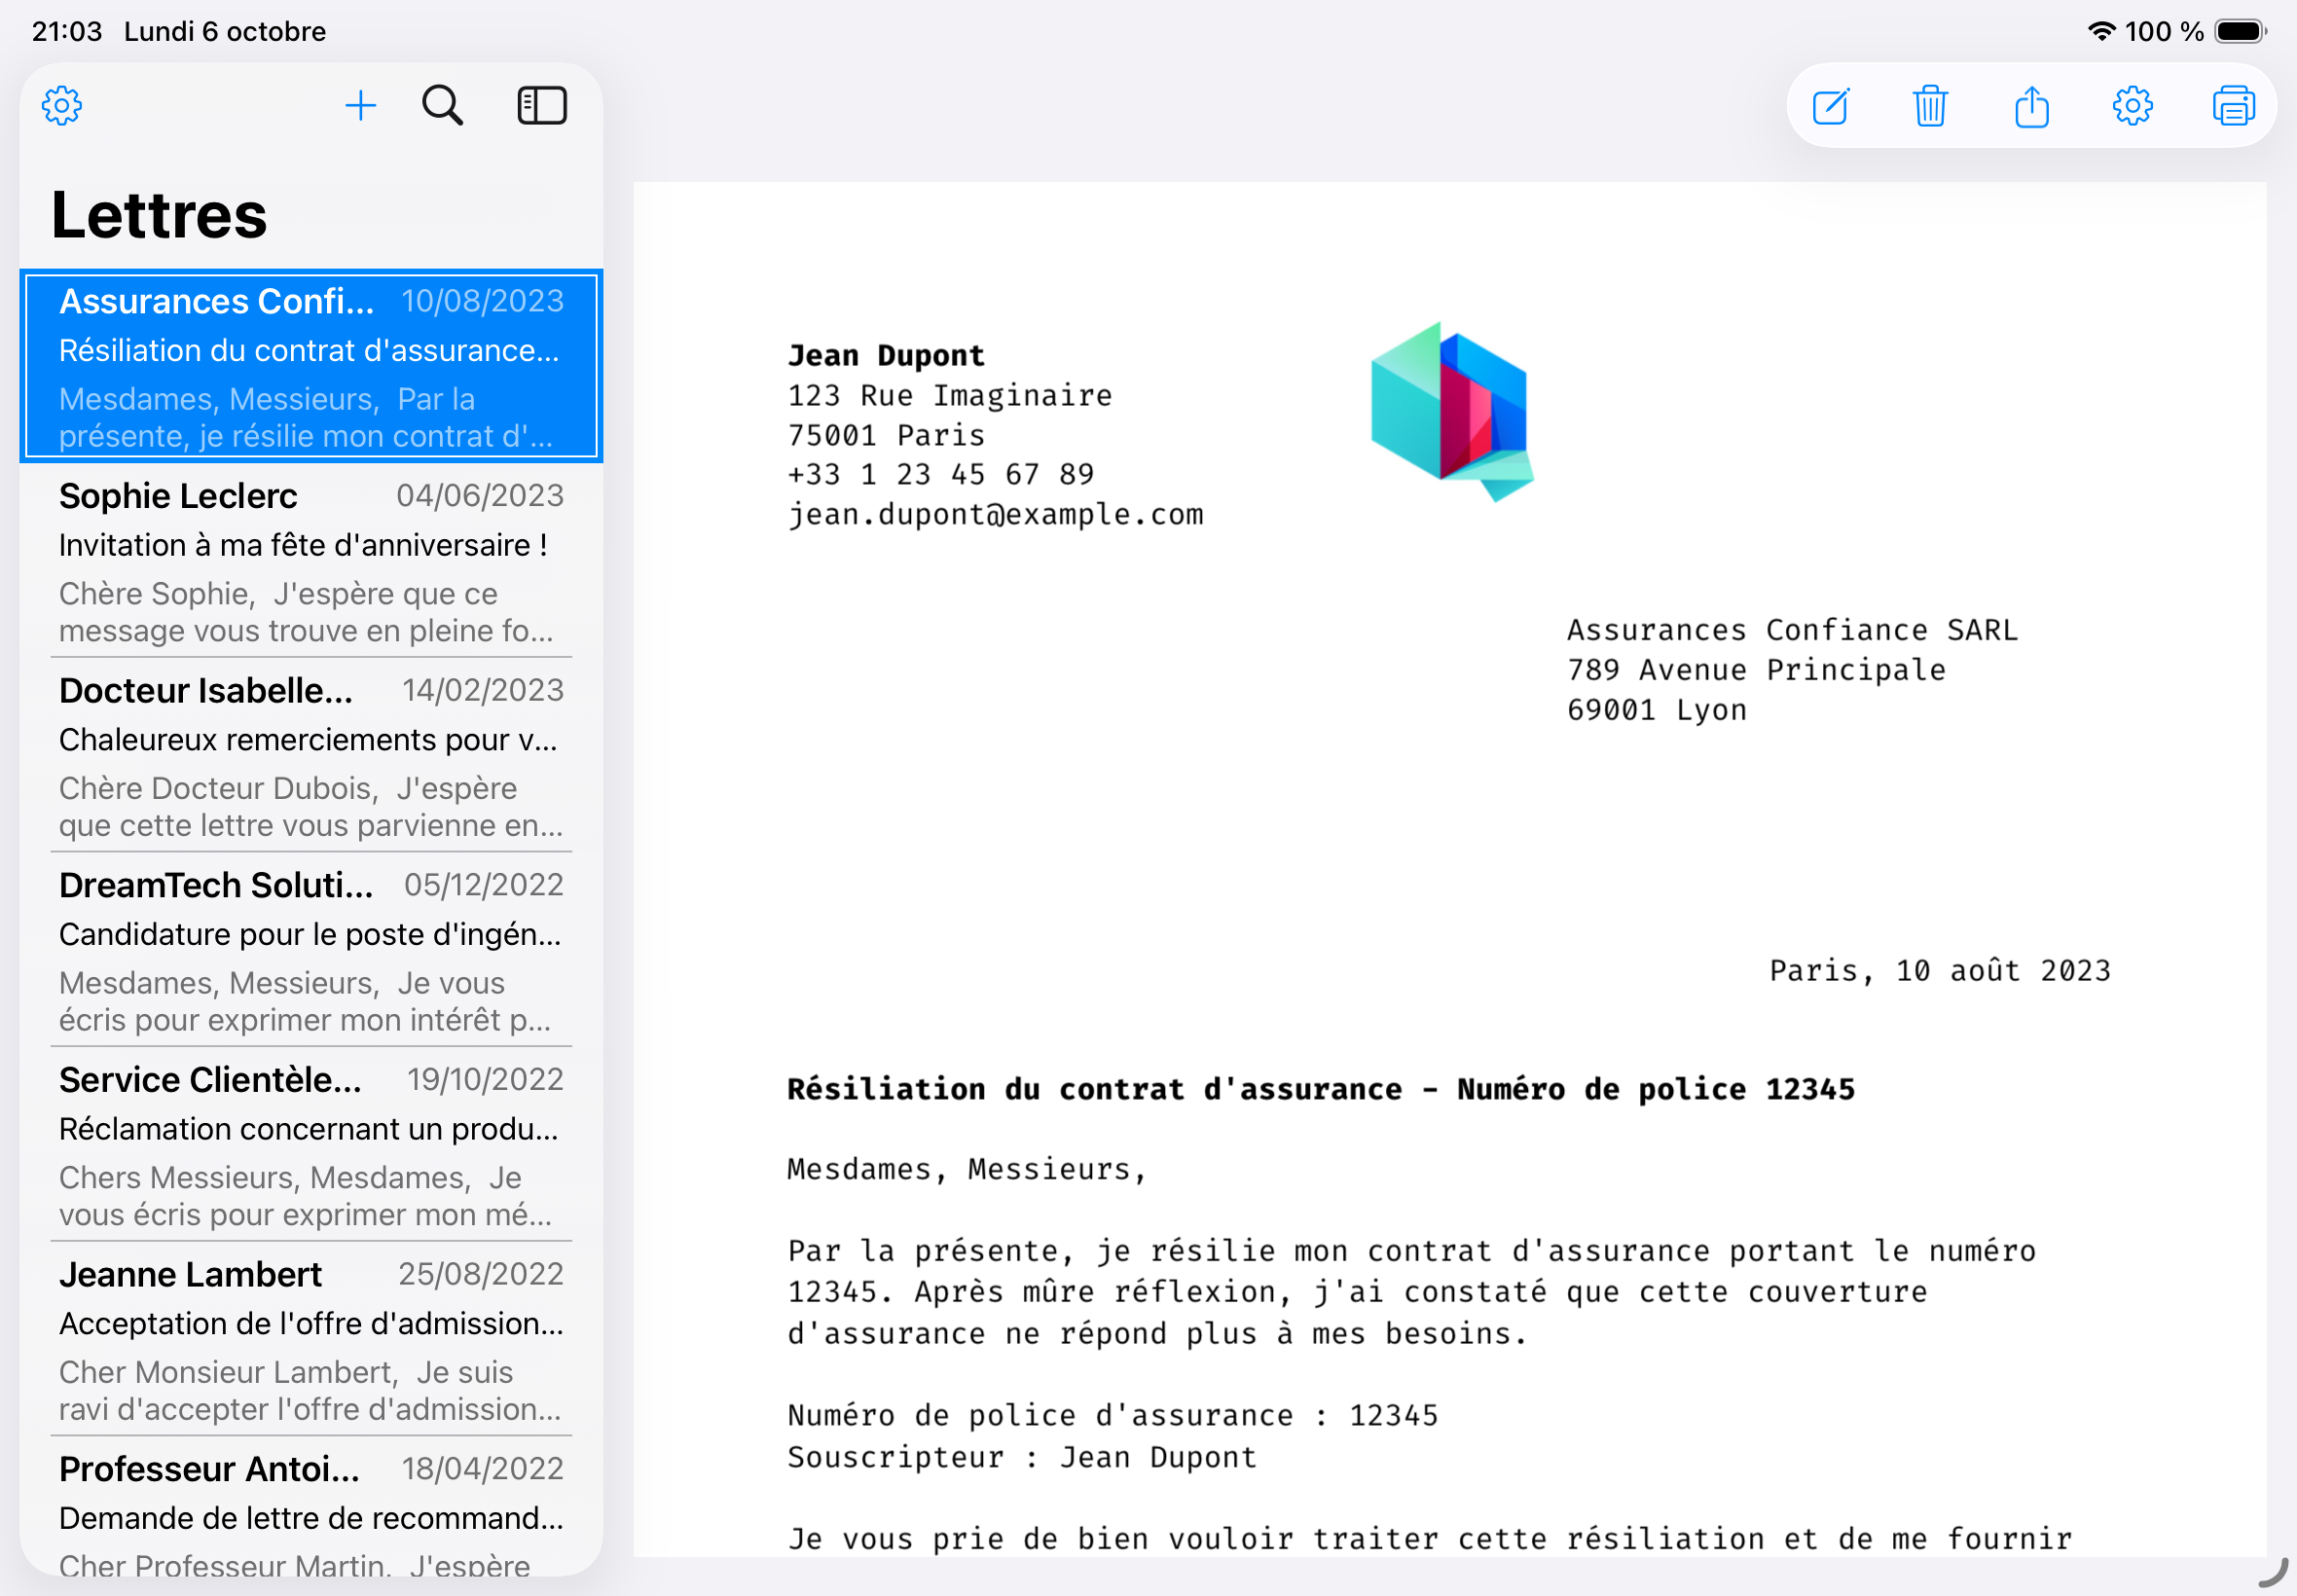 21:03 Lundi 6 octobre
100 %
Lettres
Assurances Confi... 10/08/2023
Résiliation du contrat d'assurance...
Mesdames, Messieurs, Par la
présente, je résilie mon contrat d'...
Sophie Leclerc 04/06/2023
Invitation à ma fête d'anniversaire !
Chère Sophie, J'espère que ce
message vous trouve en pleine fo...
Docteur Isabelle... 14/02/2023
Chaleureux remerciements pour v...
Chère Docteur Dubois, J'espère
que cette lettre vous parvienne en...
DreamTech Soluti... 05/12/2022
Candidature pour le poste d'ingén...
Mesdames, Messieurs, Je vous
écris pour exprimer mon intérêt p...
Service Clientèle... 19/10/2022
Réclamation concernant un produ...
Chers Messieurs, Mesdames, Je
vous écris pour exprimer mon mé...
Jeanne Lambert 25/08/2022
Acceptation de l'offre d'admission...
Cher Monsieur Lambert, Je suis
ravi d'accepter l'offre d'admission...
Professeur Antoi... 18/04/2022
Demande de lettre de recommand...
Cher Professeur Martin, J'espère
Jean Dupont
123 Rue Imaginaire
75001 Paris
+33 1 23 45 67 89
jean.dupont@example.com
Assurances Confiance SARL
789 Avenue Principale
69001 Lyon
Paris, 10 août 2023
Résiliation du contrat d'assurance – Numéro de police 12345
Mesdames, Messieurs,
Par la présente, je résilie mon contrat d'assurance portant le numéro
12345. Après mûre réflexion, j'ai constaté que cette couverture
d'assurance ne répond plus à mes besoins.
Numéro de police d'assurance : 12345
Souscripteur : Jean Dupont
Je vous prie de bien vouloir traiter cette résiliation et de me fournir